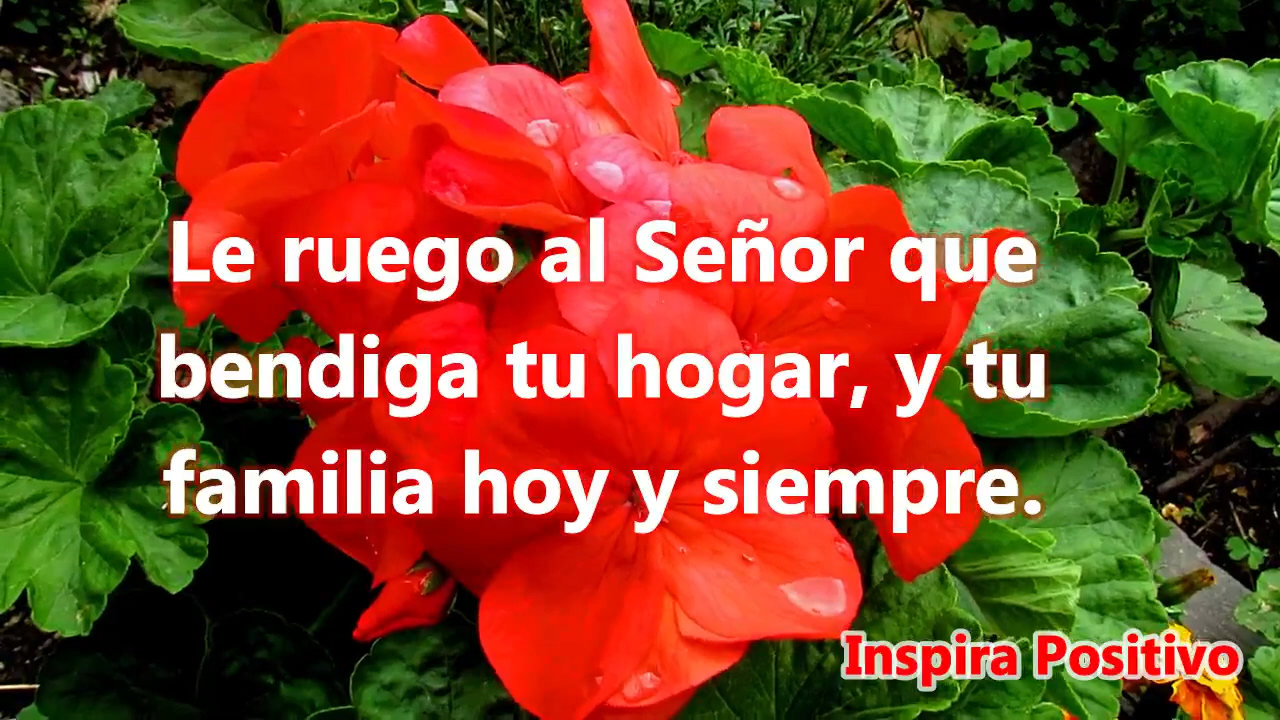 Le ruego al Señor que
bendiga tu hogar, y tu
familia hoy y siempre.
Inspira Positivo